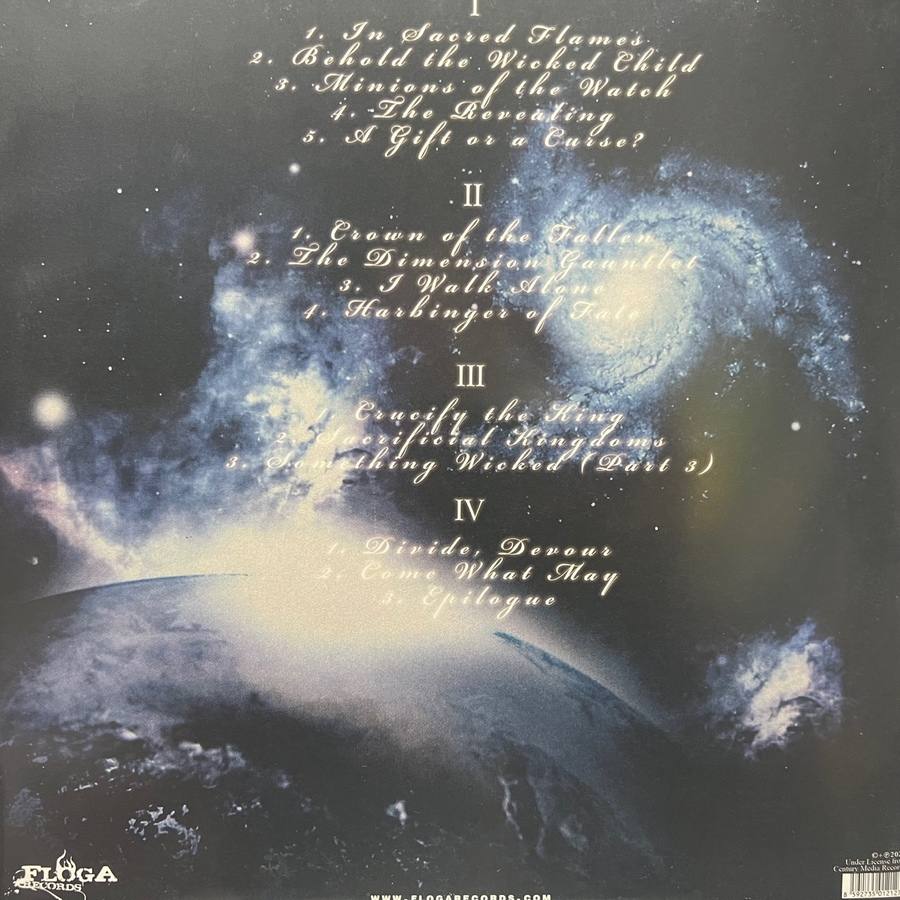 I
1. In Sacred Flames
2. Behold the Wicked Child
3. Minions of the Watch
4. The Revealing
5. A Gift or a Curse?
II
1. Crown of the Fallen
2. The Dimension Gauntlet
3. I Walk Alone
4. Harbinger of Fate
III
1. Crucify the King
2. Sacrificial Kingdoms
3. Something Wicked (Part 3)
IV
1. Divide, Devour
2. Come What May
3. Epilogue
FLOGA
RECORDS
WWW.FLOGARECORDS.COM
©+℗202
Under License fro
Century Media Recor